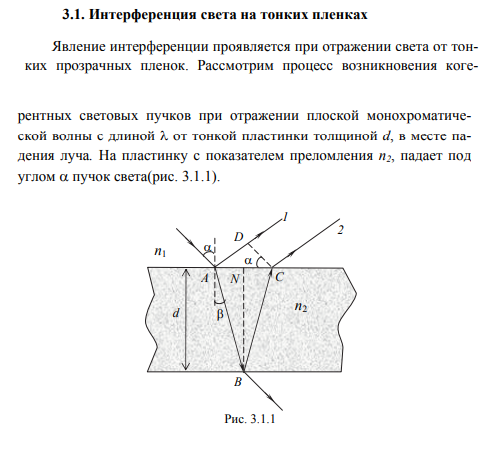 3.1. Интерференция света на тонких пленках
Явление интерференции проявляется при отражении света от тон-
ких прозрачных пленок. Рассмотрим процесс возникновения коге-
рентных световых пучков при отражении плоской монохроматиче-
ской волны с длиной λ от тонкой пластинки толщиной d, в месте па-
дения луча. На пластинку с показателем преломления n₂, падает под
углом α пучок света(рис. 3.1.1).
1
2
D
n₁
α
α
A
N
C
d
β
n₂
B
Рис. 3.1.1